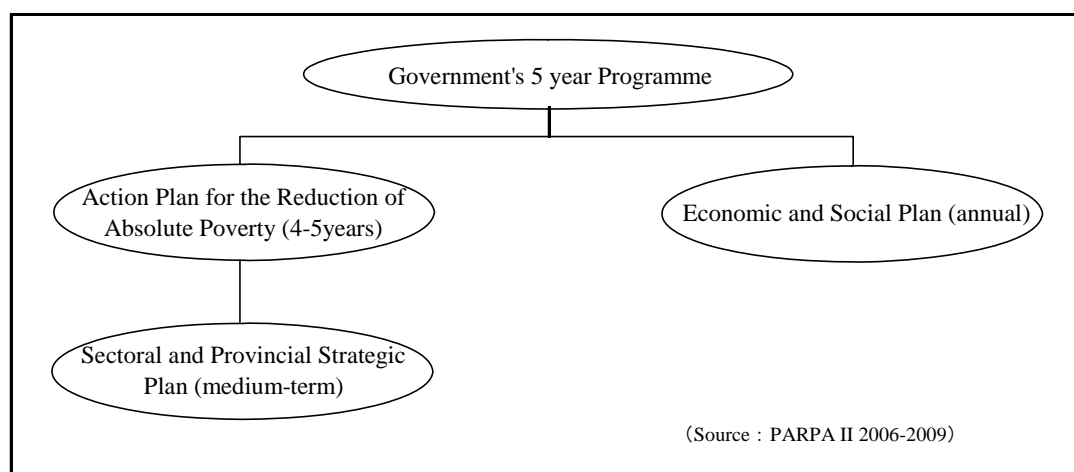 Government's 5 year Programme
Action Plan for the Reduction of
Absolute Poverty (4-5years)
Economic and Social Plan (annual)
Sectoral and Provincial Strategic
Plan (medium-term)
（Source：PARPA II 2006-2009）